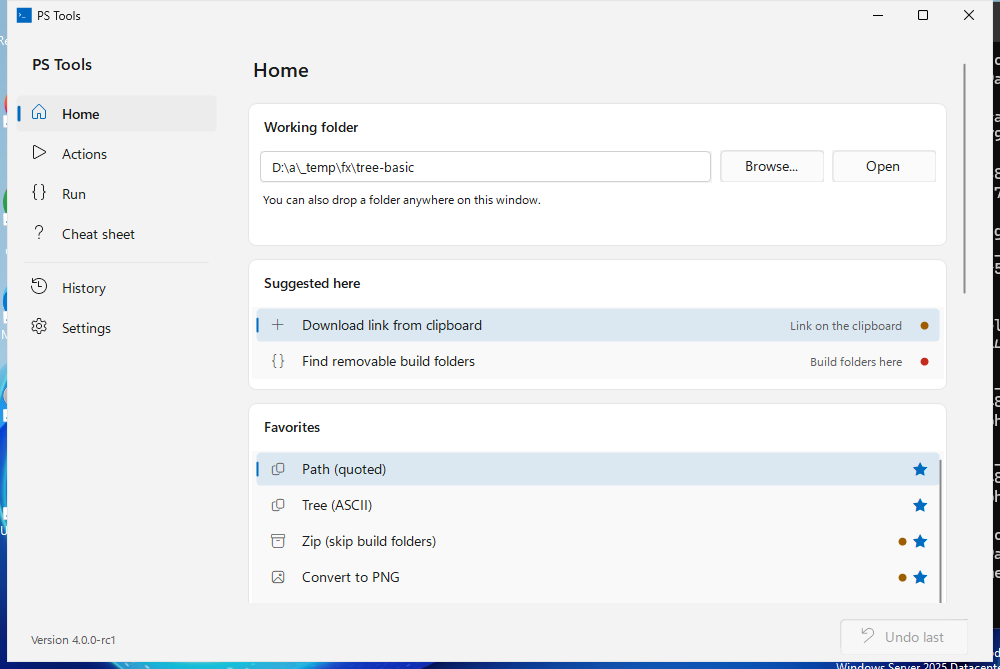 PS Tools
PS Tools
Home
Actions
Run
Cheat sheet
History
Settings
Version 4.0.0-rc1
Home
Working folder
D:\a\_temp\fx\tree-basic
Browse...
Open
You can also drop a folder anywhere on this window.
Suggested here
Download link from clipboard
Link on the clipboard
Find removable build folders
Build folders here
Favorites
Path (quoted)
Tree (ASCII)
Zip (skip build folders)
Convert to PNG
Undo last
Windows Server 2025 Datacent